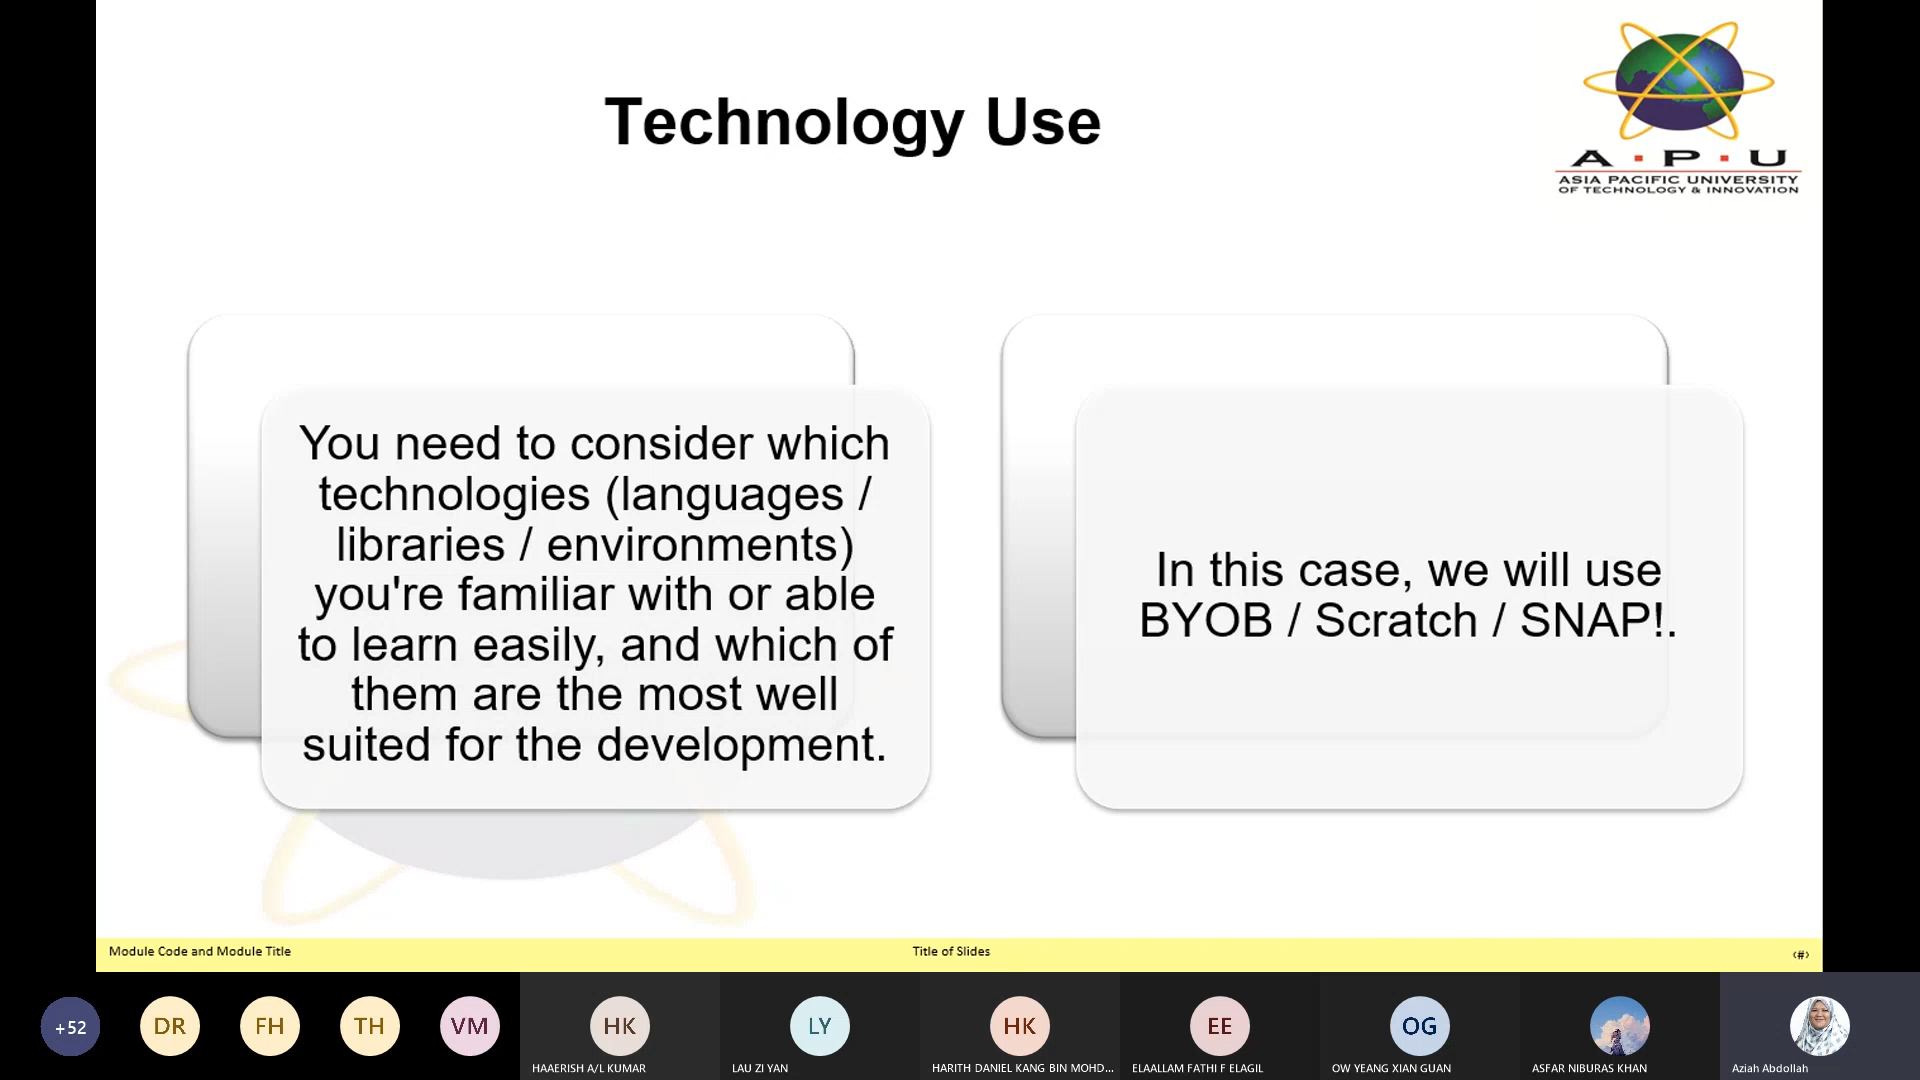 Technology Use
A · P · U
ASIA PACIFIC UNIVERSITY
OF TECHNOLOGY & INNOVATION
You need to consider which
technologies (languages /
libraries / environments)
you're familiar with or able
to learn easily, and which of
them are the most well
suited for the development.
In this case, we will use
BYOB / Scratch / SNAP!.
Module Code and Module Title
Title of Slides
‹#›
+52
DR
FH
TH
VM
HK
LY
HK
EE
OG
HAAERISH A/L KUMAR
LAU ZI YAN
HARITH DANIEL KANG BIN MOHD...
ELAALLAM FATHI F ELAGIL
OW YEANG XIAN GUAN
ASFAR NIBURAS KHAN
Aziah Abdollah